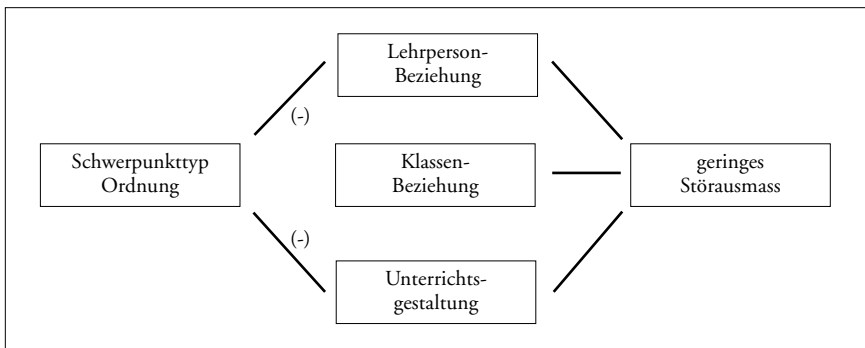 Lehrperson-
Beziehung
(-)
Schwerpunkttyp
Ordnung
Klassen-
Beziehung
geringes
Störausmass
(-)
Unterrichts-
gestaltung